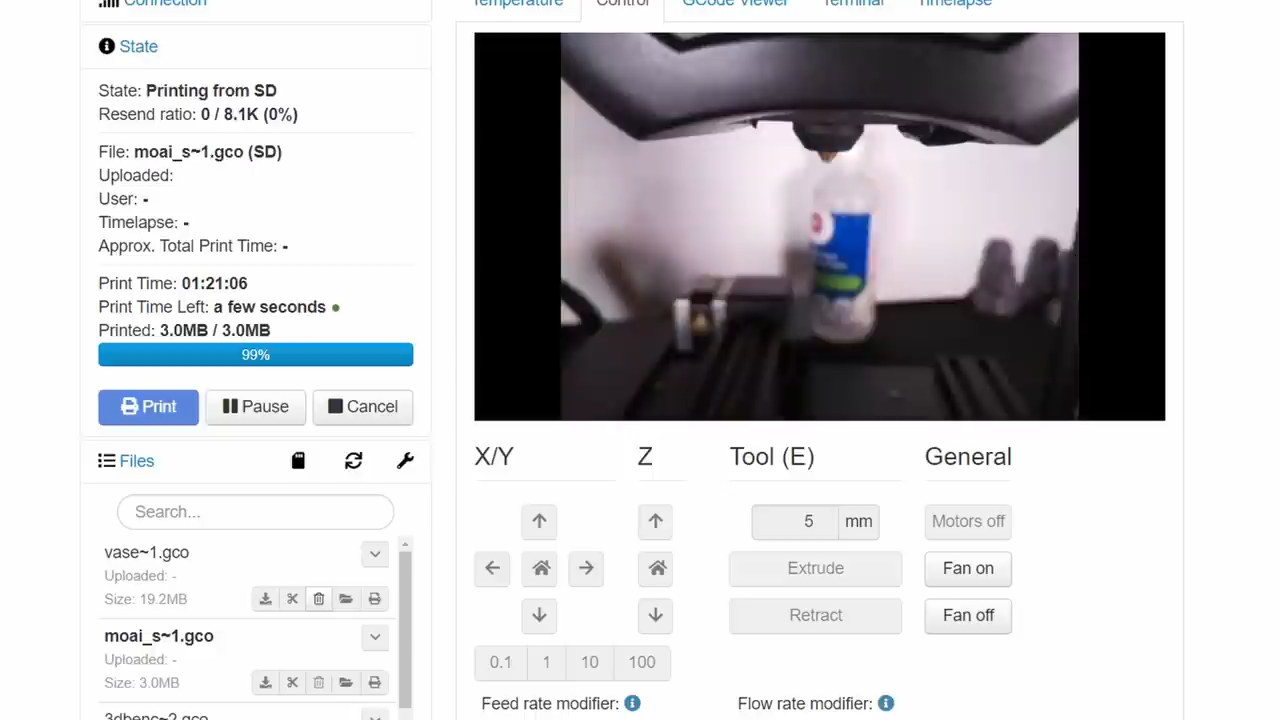 Connection
Temperature Control GCode Viewer Terminal Timelapse
State
State: Printing from SD
Resend ratio: 0 / 8.1K (0%)
File: moai_s~1.gco (SD)
Uploaded:
User: -
Timelapse: -
Approx. Total Print Time: -
Print Time: 01:21:06
Print Time Left: a few seconds
Printed: 3.0MB / 3.0MB
99%
Print Pause Cancel
Files
Search...
vase~1.gco
Uploaded: -
Size: 19.2MB
moai_s~1.gco
Uploaded: -
Size: 3.0MB
3dbenc~2.gco
X/Y Z Tool (E) General
5 mm Motors off
Extrude Fan on
Retract Fan off
0.1 1 10 100
Feed rate modifier: Flow rate modifier: